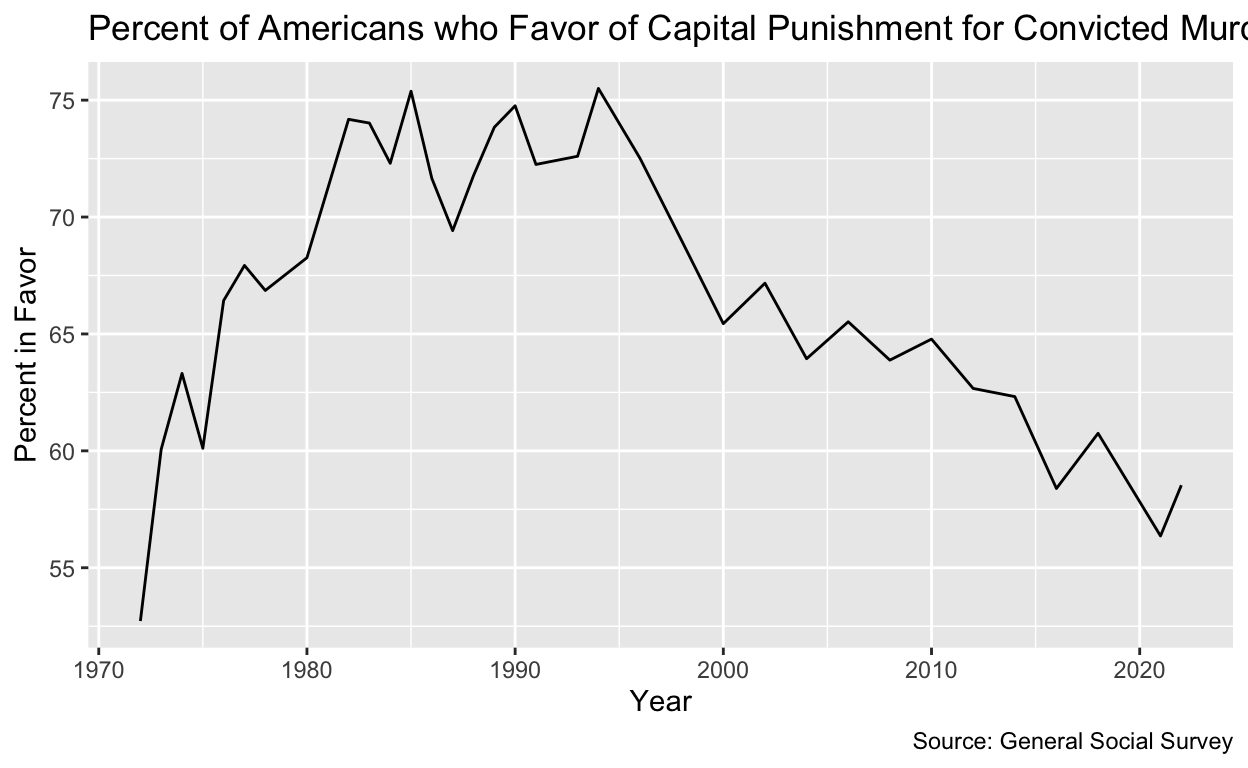 Percent of Americans who Favor of Capital Punishment for Convicted
75
70
65
60
55
Percent in Favor
1970 1980 1990 2000 2010 2020
Year
Source: General Social Survey